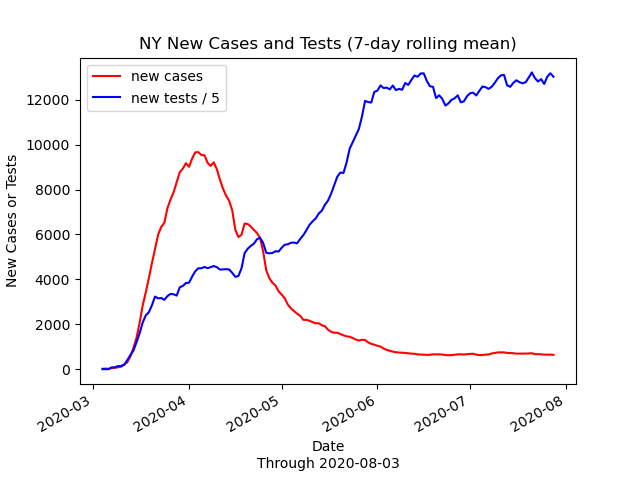 NY New Cases and Tests (7-day rolling mean)
new cases
new tests / 5
New Cases or Tests
12000
10000
8000
6000
4000
2000
0
2020-03
2020-04
2020-05
2020-06
2020-07
2020-08
Date
Through 2020-08-03